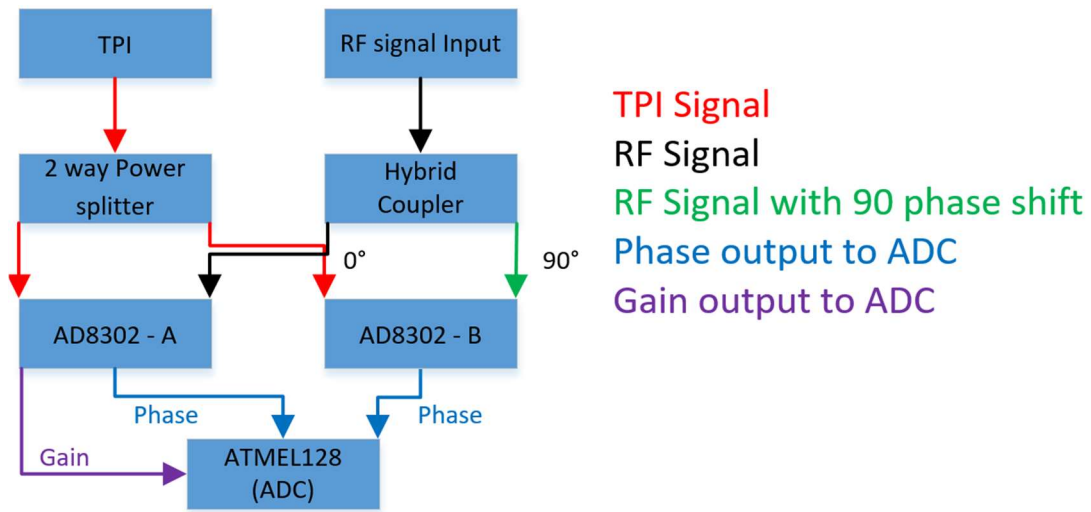 TPI
RF signal Input
2 way Power
splitter
Hybrid
Coupler
0°
90°
AD8302 - A
AD8302 - B
Phase
Phase
Gain
ATMEL128
(ADC)
TPI Signal
RF Signal
RF Signal with 90 phase shift
Phase output to ADC
Gain output to ADC